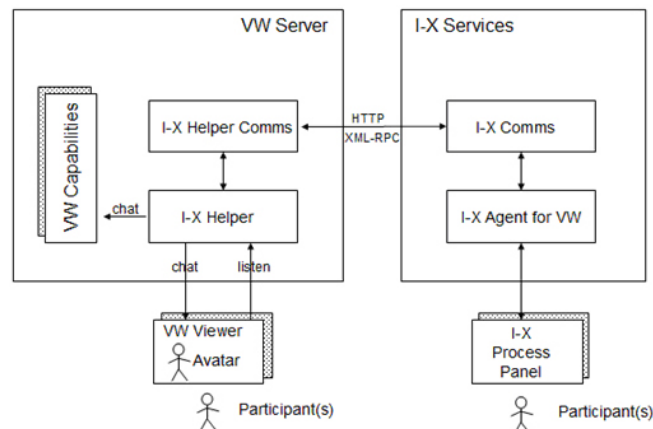 VW Server
I-X Services
VW Capabilities
I-X Helper Comms
HTTP
XML-RPC
I-X Comms
chat
I-X Helper
I-X Agent for VW
chat
listen
VW Viewer
Avatar
I-X
Process
Panel
Participant(s)
Participant(s)